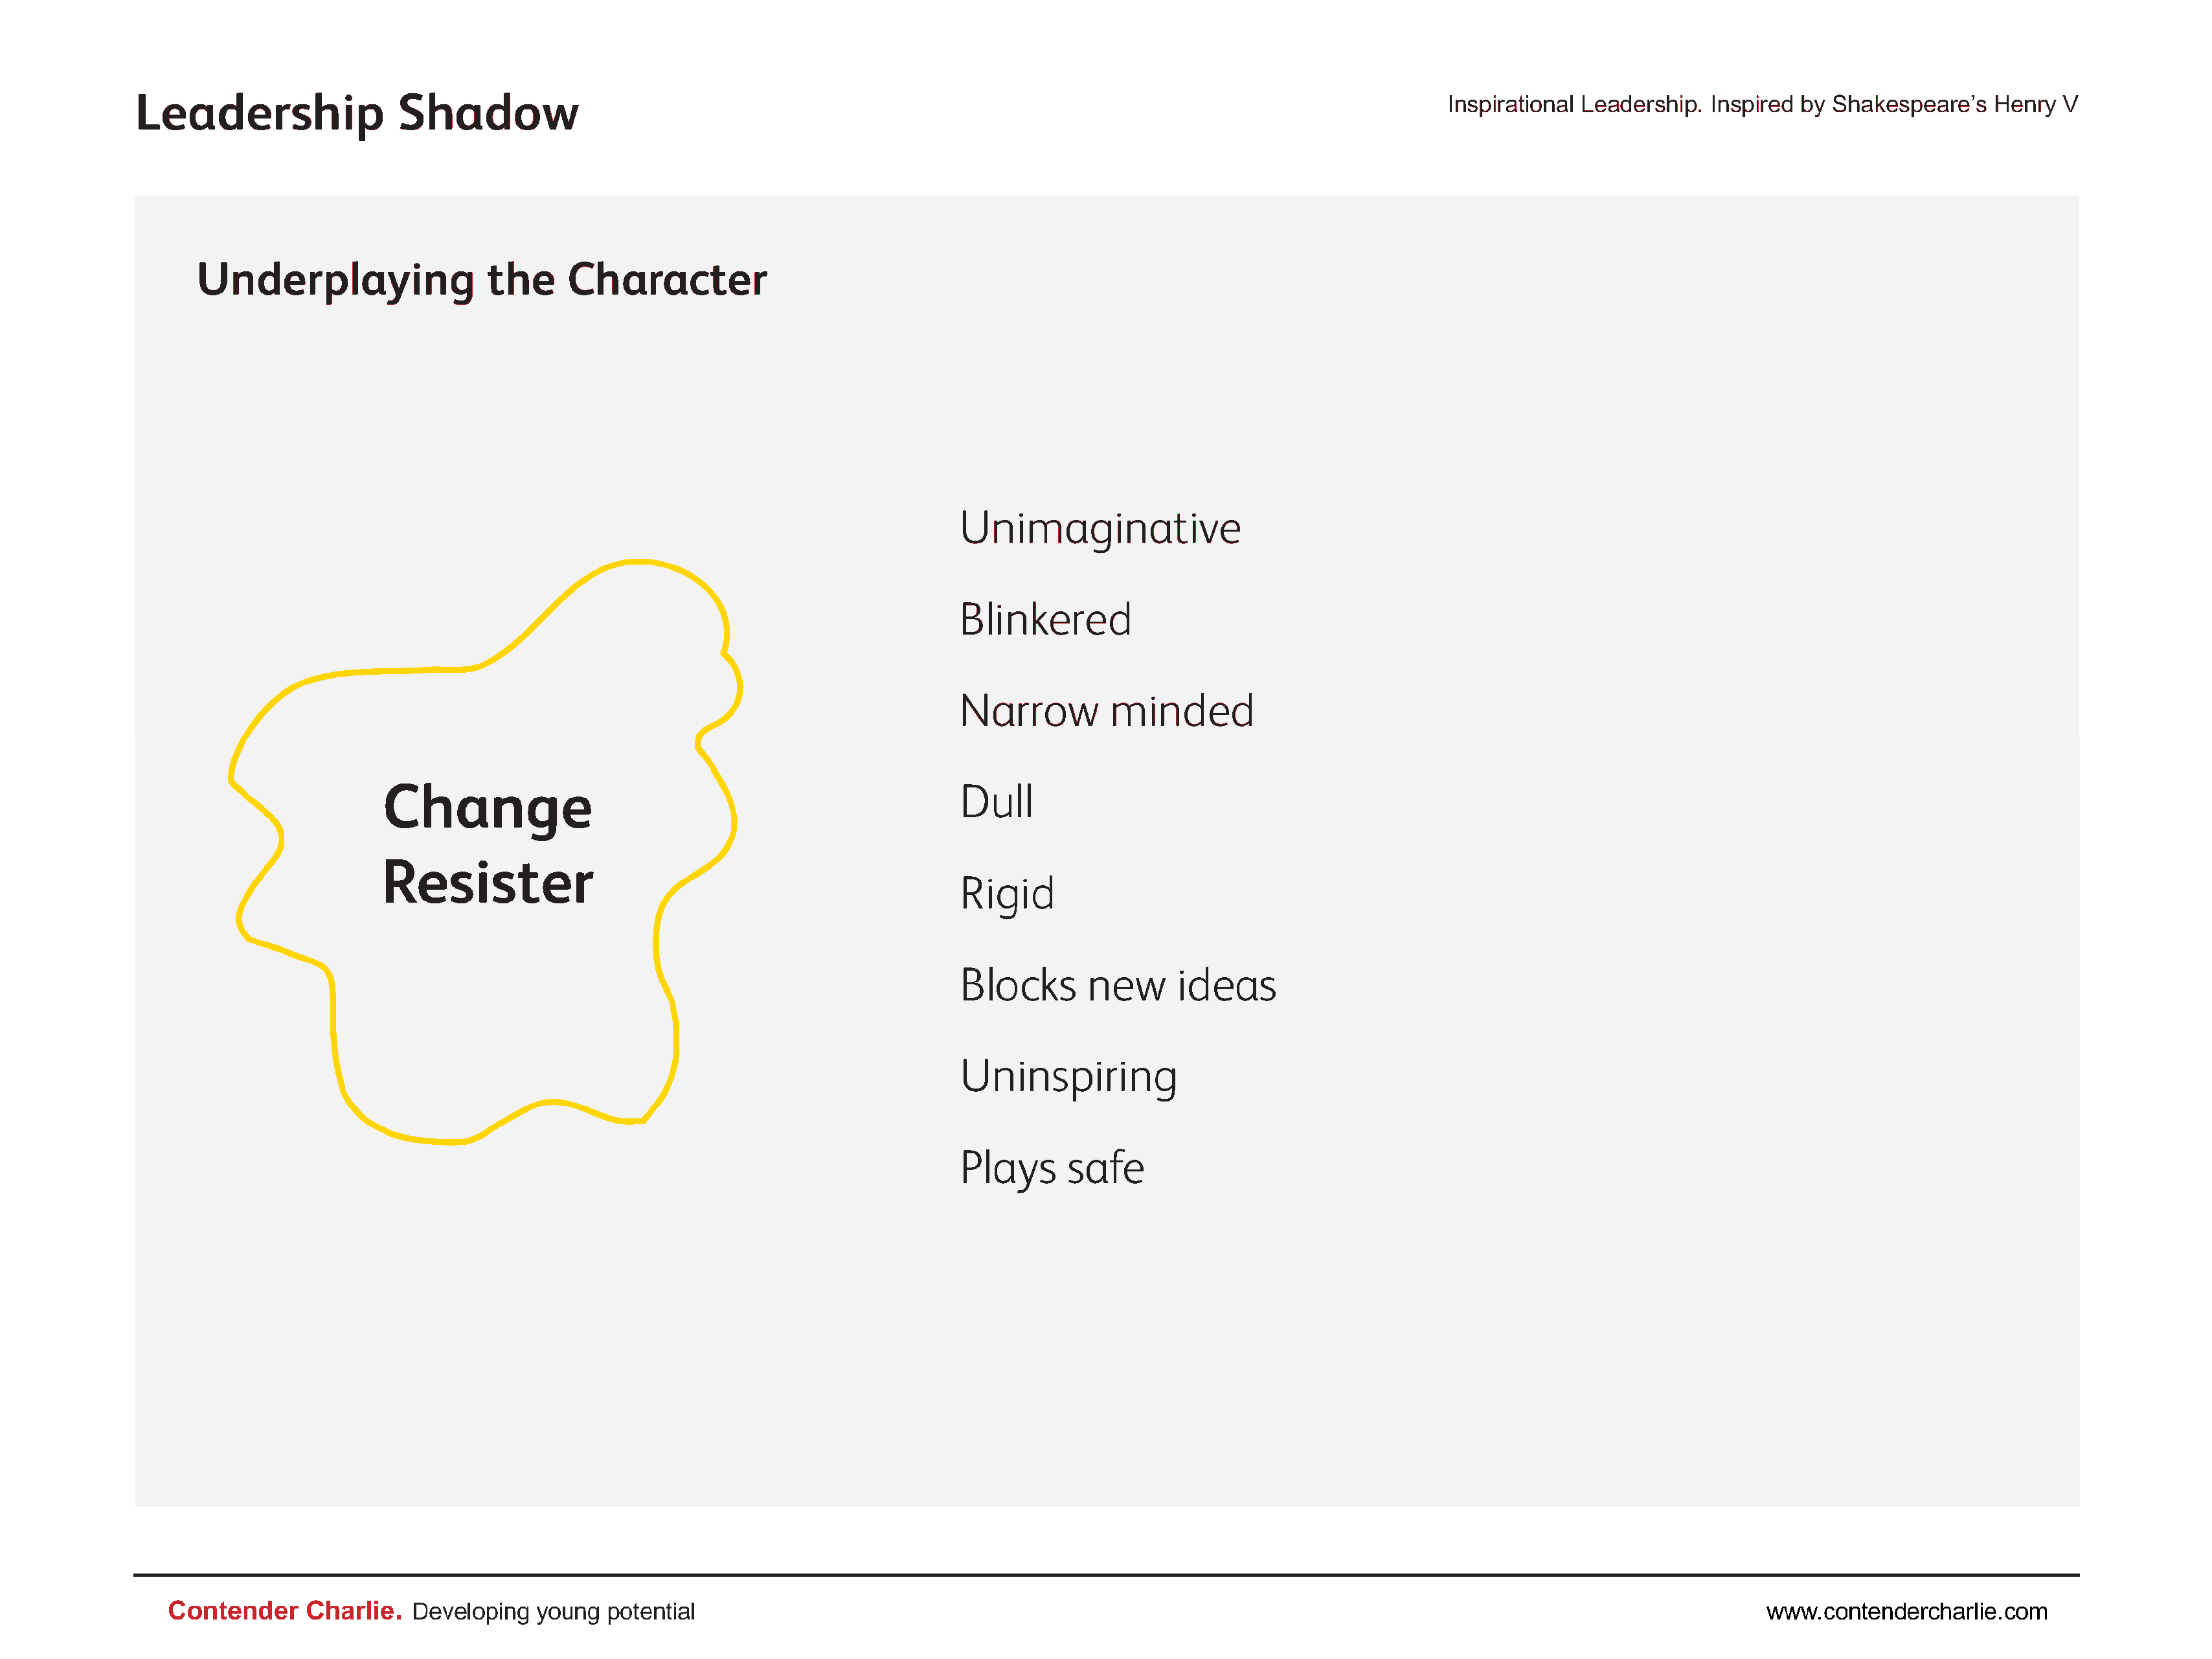 Leadership Shadow
Inspirational Leadership. Inspired by Shakespeare’s Henry V
Underplaying the Character
Change
Resister
Unimaginative
Blinkered
Narrow minded
Dull
Rigid
Blocks new ideas
Uninspiring
Plays safe
Contender Charlie. Developing young potential
www.contendercharlie.com